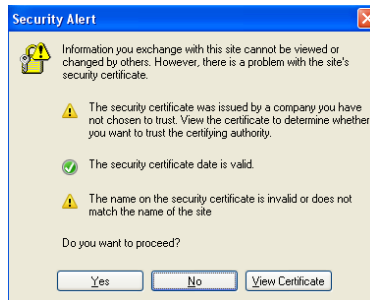 Security Alert
Information you exchange with this site cannot be viewed or
changed by others. However, there is a problem with the site's
security certificate.
The security certificate was issued by a company you have
not chosen to trust. View the certificate to determine whether
you want to trust the certifying authority.
The security certificate date is valid.
The name on the security certificate is invalid or does not
match the name of the site
Do you want to proceed?
Yes No View Certificate